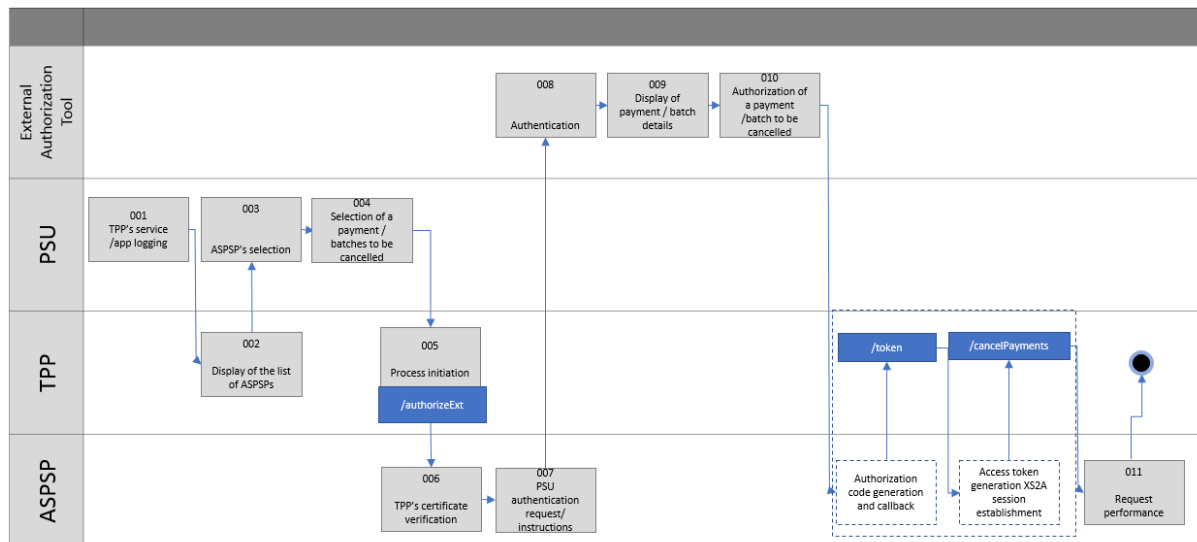 External
Authorization
Tool
008
Authentication
009
Display of
payment / batch
details
010
Authorization of
a payment
/batch to be
cancelled
PSU
001
TPP's service
/app logging
003
ASPSP's selection
004
Selection of a
payment /
batches to be
cancelled
TPP
002
Display of the list
of ASPSPs
005
Process initiation
/authorizeExt
/token
/cancelPayments
ASPSP
006
TPP's certificate
verification
007
PSU
authentication
request/
instructions
Authorization
code generation
and callback
Access token
generation XS2A
session
establishment
011
Request
performance